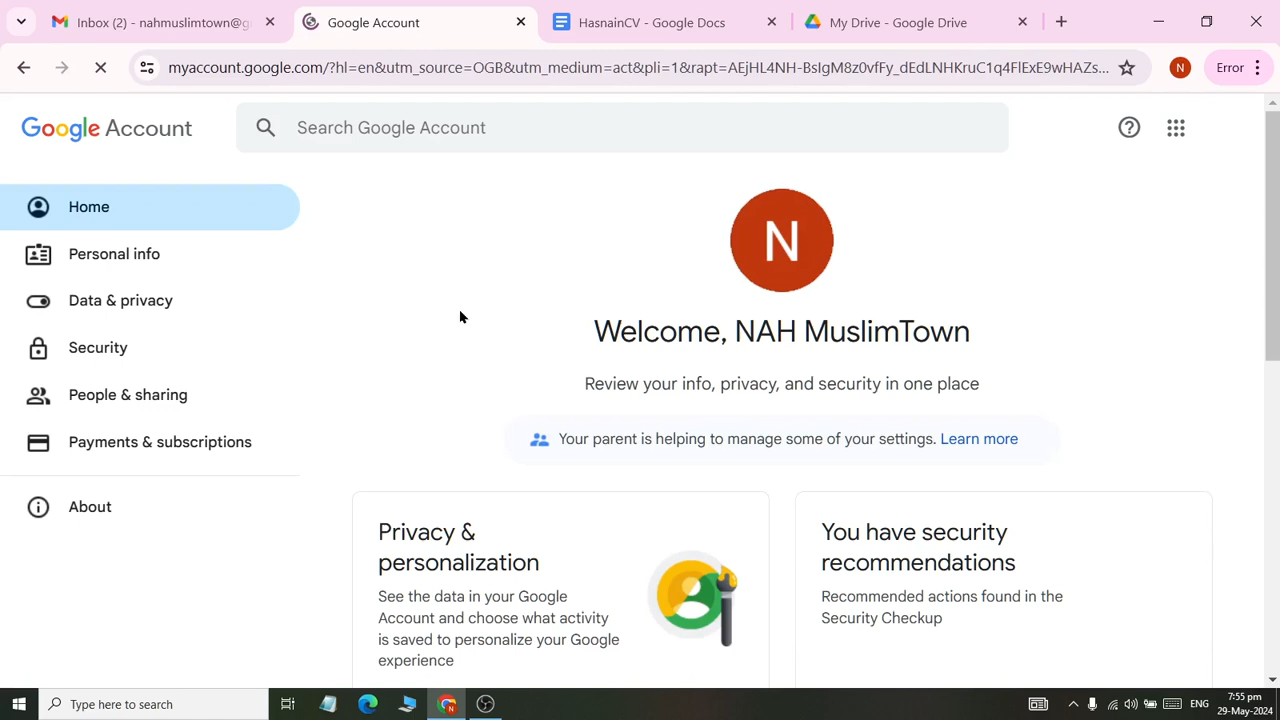 Inbox (2) - nahmuslimtown@g
Google Account
HasnainCV - Google Docs
My Drive - Google Drive
myaccount.google.com/?hl=en&utm_source=OGB&utm_medium=act&pli=1&rapt=AEjHL4NH-BsIgM8z0vfFy_dEdLNHKruC1q4FlExE9wHAZs...
N
Error
Google Account
Search Google Account
Home
Personal info
Data & privacy
Security
People & sharing
Payments & subscriptions
About
N
Welcome, NAH MuslimTown
Review your info, privacy, and security in one place
Your parent is helping to manage some of your settings. Learn more
Privacy &
personalization
See the data in your Google
Account and choose what activity
is saved to personalize your Google
experience
You have security
recommendations
Recommended actions found in the
Security Checkup
Type here to search
ENG
7:55 pm
29-May-2024